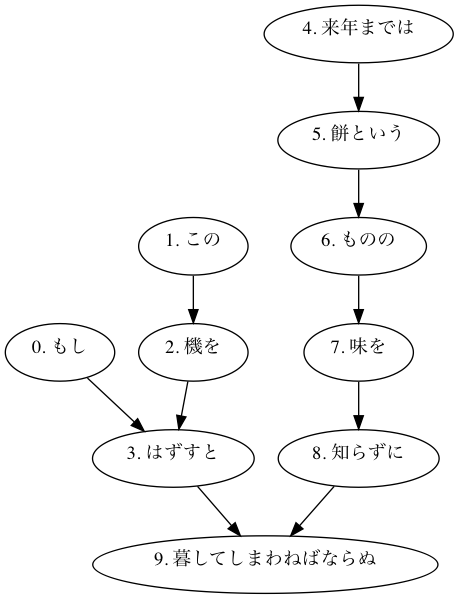 4. 来年までは
5. 餅という
1. この
6. ものの
0. もし
2. 機を
7. 味を
3. はずすと
8. 知らずに
9. 暮してしまわねばならぬ